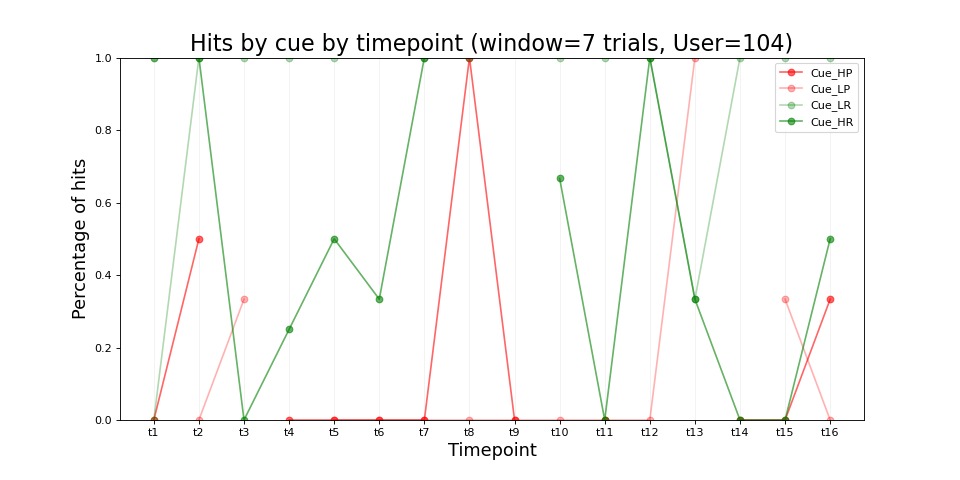 Hits by cue by timepoint (window=7 trials, User=104)
1.0
0.8
0.6
0.4
0.2
0.0
Percentage of hits
Cue_HP
Cue_LP
Cue_LR
Cue_HR
t1 t2 t3 t4 t5 t6 t7 t8 t9 t10 t11 t12 t13 t14 t15 t16
Timepoint